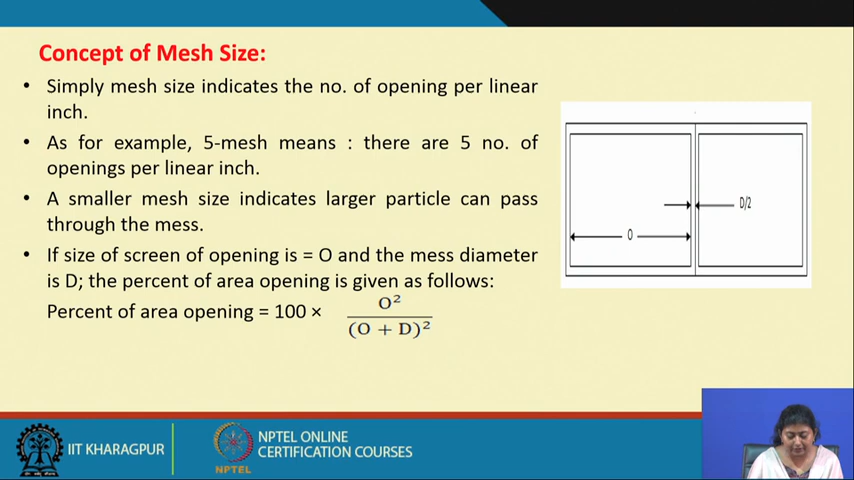 Concept of Mesh Size:
• Simply mesh size indicates the no. of opening per linear
inch.
• As for example, 5-mesh means : there are 5 no. of
openings per linear inch.
• A smaller mesh size indicates larger particle can pass
through the mess.
• If size of screen of opening is = O and the mess diameter
is D; the percent of area opening is given as follows:
Percent of area opening = 100 × O² / (O + D)²
D/2
O
IIT KHARAGPUR
NPTEL
NPTEL ONLINE
CERTIFICATION COURSES